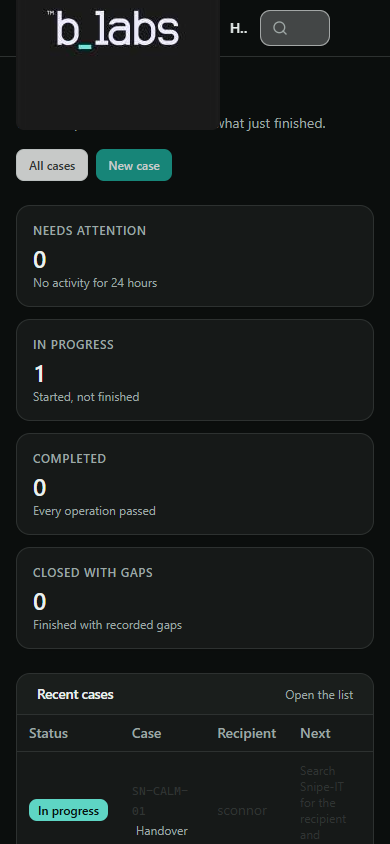 ™b_labs
H..
what just finished.
All cases
New case
NEEDS ATTENTION
0
No activity for 24 hours
IN PROGRESS
1
Started, not finished
COMPLETED
0
Every operation passed
CLOSED WITH GAPS
0
Finished with recorded gaps
Recent cases
Open the list
Status Case Recipient Next
In progress
SN-CALM-
01
Handover
sconnor
Search
Snipe-IT
for the
recipient
and